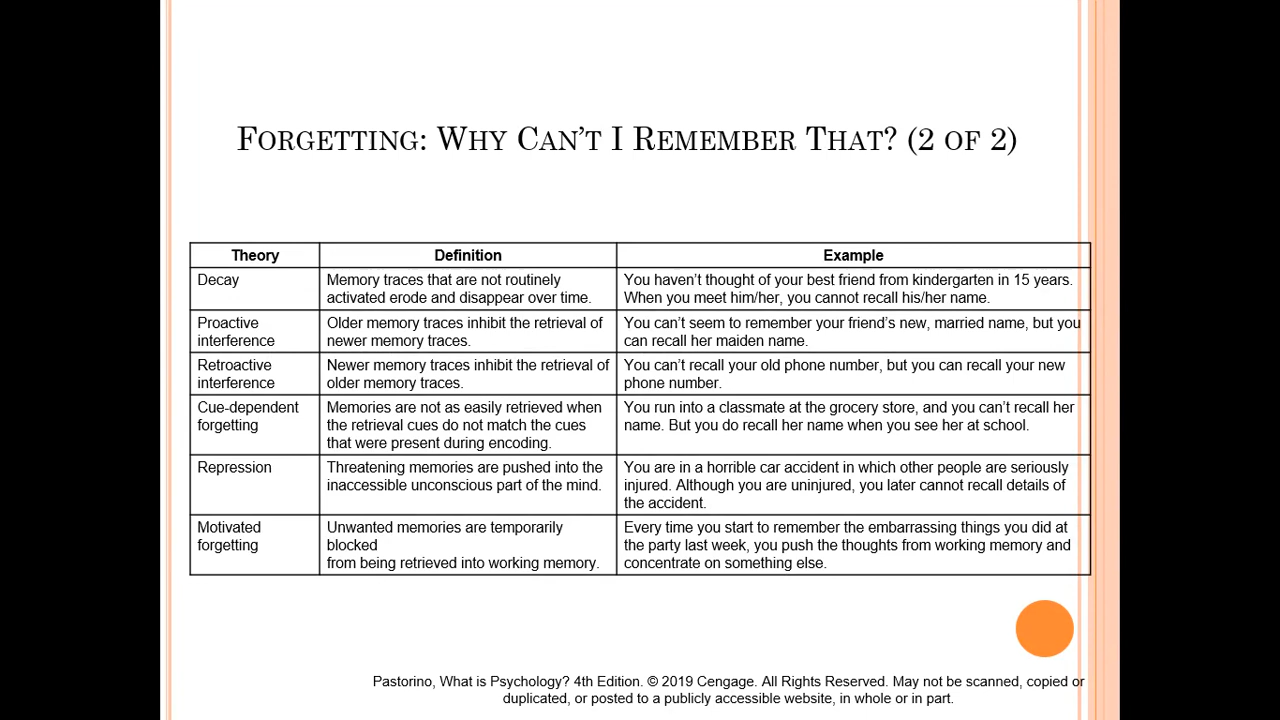 FORGETTING: WHY CAN'T I REMEMBER THAT? (2 OF 2)
Theory
Definition
Example
Decay
Memory traces that are not routinely
activated erode and disappear over time.
You haven't thought of your best friend from kindergarten in 15 years.
When you meet him/her, you cannot recall his/her name.
Proactive
interference
Older memory traces inhibit the retrieval of
newer memory traces.
You can't seem to remember your friend's new, married name, but you
can recall her maiden name.
Retroactive
interference
Newer memory traces inhibit the retrieval of
older memory traces.
You can't recall your old phone number, but you can recall your new
phone number.
Cue-dependent
forgetting
Memories are not as easily retrieved when
the retrieval cues do not match the cues
that were present during encoding.
You run into a classmate at the grocery store, and you can't recall her
name. But you do recall her name when you see her at school.
Repression
Threatening memories are pushed into the
inaccessible unconscious part of the mind.
You are in a horrible car accident in which other people are seriously
injured. Although you are uninjured, you later cannot recall details of
the accident.
Motivated
forgetting
Unwanted memories are temporarily
blocked
from being retrieved into working memory.
Every time you start to remember the embarrassing things you did at
the party last week, you push the thoughts from working memory and
concentrate on something else.
Pastorino, What is Psychology? 4th Edition. © 2019 Cengage. All Rights Reserved. May not be scanned, copied or
duplicated, or posted to a publicly accessible website, in whole or in part.